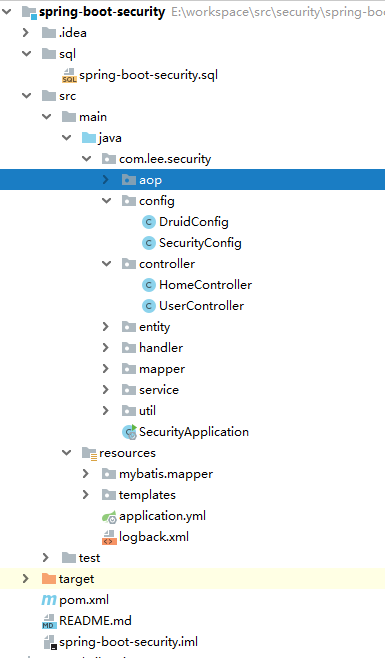 spring-boot-security E:\workspace\src\security\spring-bo
.idea
sql
spring-boot-security.sql
src
main
java
com.lee.security
aop
config
DruidConfig
SecurityConfig
controller
HomeController
UserController
entity
handler
mapper
service
util
SecurityApplication
resources
mybatis.mapper
templates
application.yml
logback.xml
test
target
pom.xml
README.md
spring-boot-security.iml